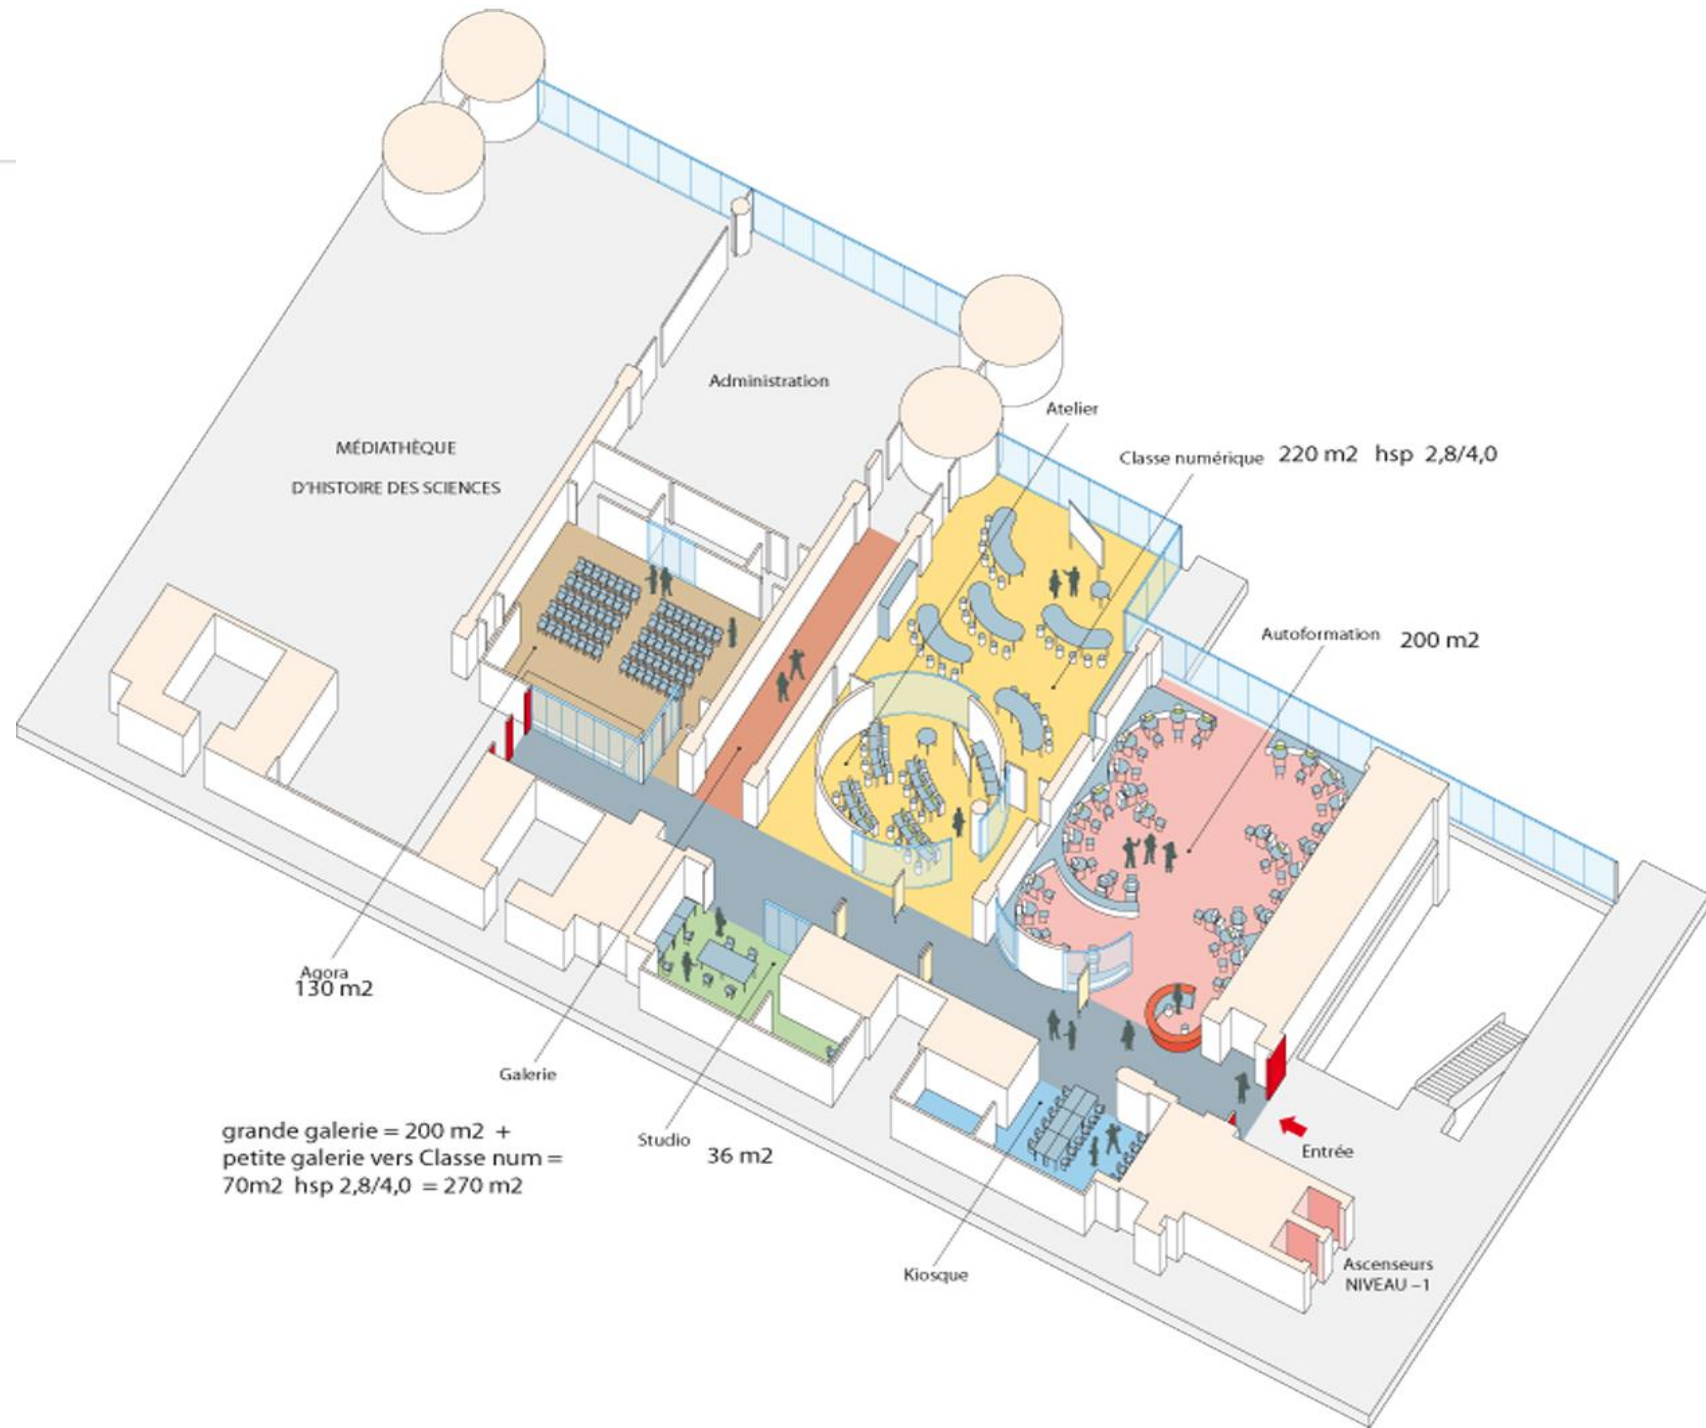 Administration
Atelier
MÉDIATHÈQUE
D'HISTOIRE DES SCIENCES
Classe numérique 220 m2 hsp 2,8/4,0
Autoformation 200 m2
Agora
130 m2
Galerie
grande galerie = 200 m2 +
petite galerie vers Classe num =
70m2 hsp 2,8/4,0 = 270 m2
Studio 36 m2
Entrée
Kiosque
Ascenseurs
NIVEAU –1